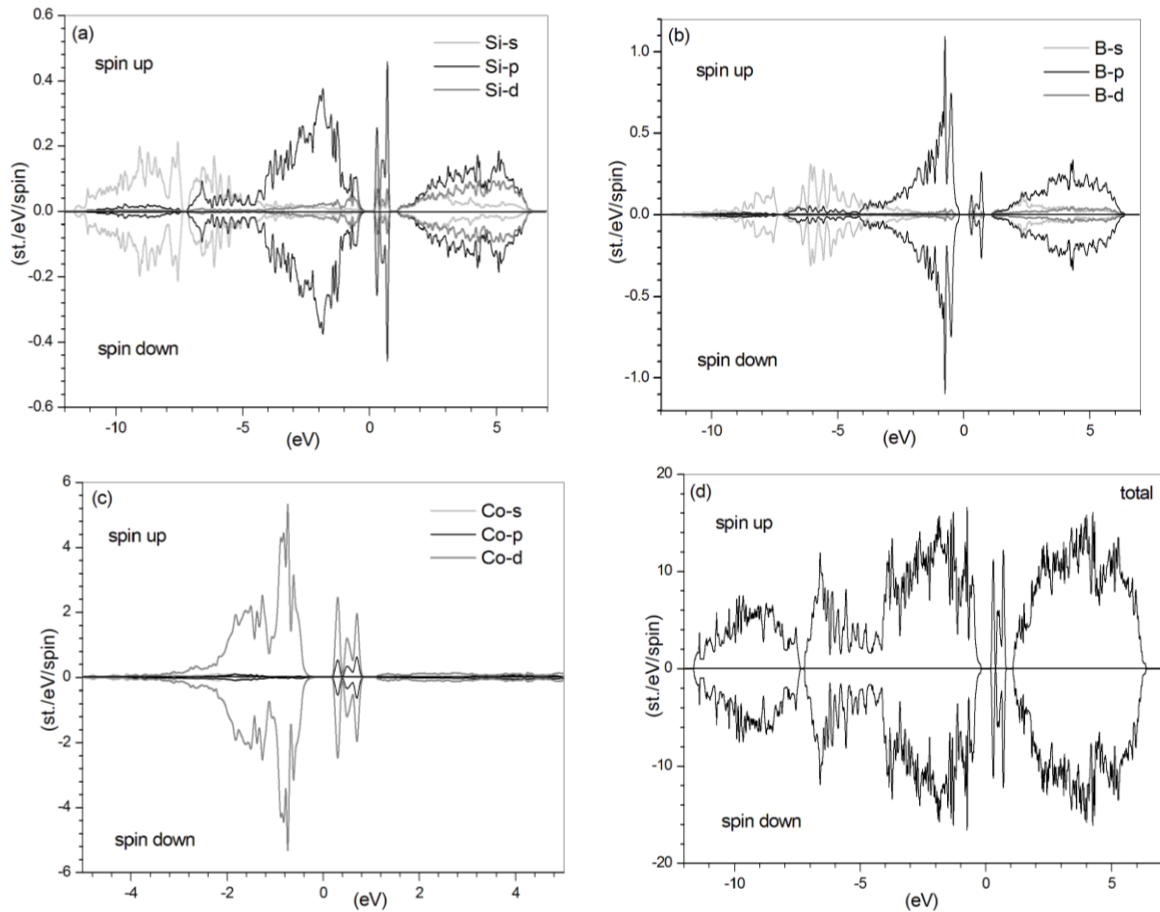 (a)
spin up
Si-s
Si-p
Si-d
spin down
(st./eV/spin)
0.6
0.4
0.2
0.0
-0.2
-0.4
-0.6
-10 -5 0 5
(eV)
(b)
spin up
B-s
B-p
B-d
spin down
(st./eV/spin)
1.0
0.5
0.0
-0.5
-1.0
-10 -5 0 5
(eV)
(c)
spin up
Co-s
Co-p
Co-d
spin down
(st./eV/spin)
6
4
2
0
-2
-4
-6
-4 -2 0 2 4
(eV)
(d)
total
spin up
spin down
(st./eV/spin)
20
10
0
-10
-20
-10 -5 0 5
(eV)